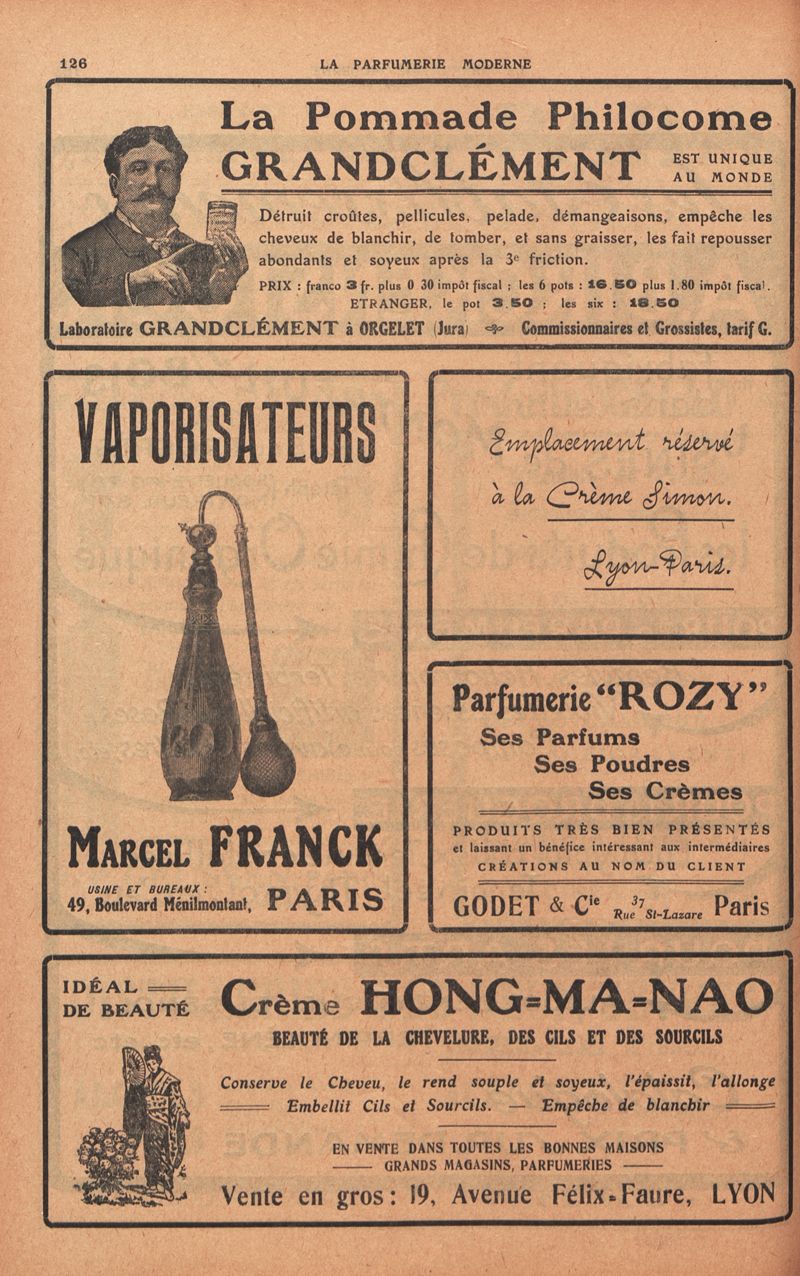 126
LA PARFUMERIE MODERNE
La Pommade Philocome
GRANDCLÉMENT EST UNIQUE
AU MONDE
Détruit croûtes, pellicules, pelade, démangeaisons, empêche les
cheveux de blanchir, de tomber, et sans graisser, les fait repousser
abondants et soyeux après la 3e friction.
PRIX : franco 3 fr. plus 0 30 impôt fiscal ; les 6 pots : 16.50 plus 1.80 impôt fiscal.
ETRANGER, le pot 3.50 ; les six : 18.50
Laboratoire GRANDCLÉMENT à ORGELET (Jura) Commissionnaires et Grossistes, tarif G.
VAPORISATEURS
MARCEL FRANCK
USINE ET BUREAUX :
49, Boulevard Ménilmontant, PARIS
Emplacement réservé
à la Crème Simon.
Lyon-Paris.
Parfumerie “ROZY”
Ses Parfums
Ses Poudres
Ses Crèmes
PRODUITS TRÈS BIEN PRÉSENTÉS
et laissant un bénéfice intéressant aux intermédiaires
CRÉATIONS AU NOM DU CLIENT
GODET & Cie 37 Rue St-Lazare Paris
IDÉAL
DE BEAUTÉ
Crème HONG=MA=NAO
BEAUTÉ DE LA CHEVELURE, DES CILS ET DES SOURCILS
Conserve le Cheveu, le rend souple et soyeux, l'épaissit, l'allonge
Embellit Cils et Sourcils. — Empêche de blanchir
EN VENTE DANS TOUTES LES BONNES MAISONS
GRANDS MAGASINS, PARFUMERIES
Vente en gros : 19, Avenue Félix-Faure, LYON